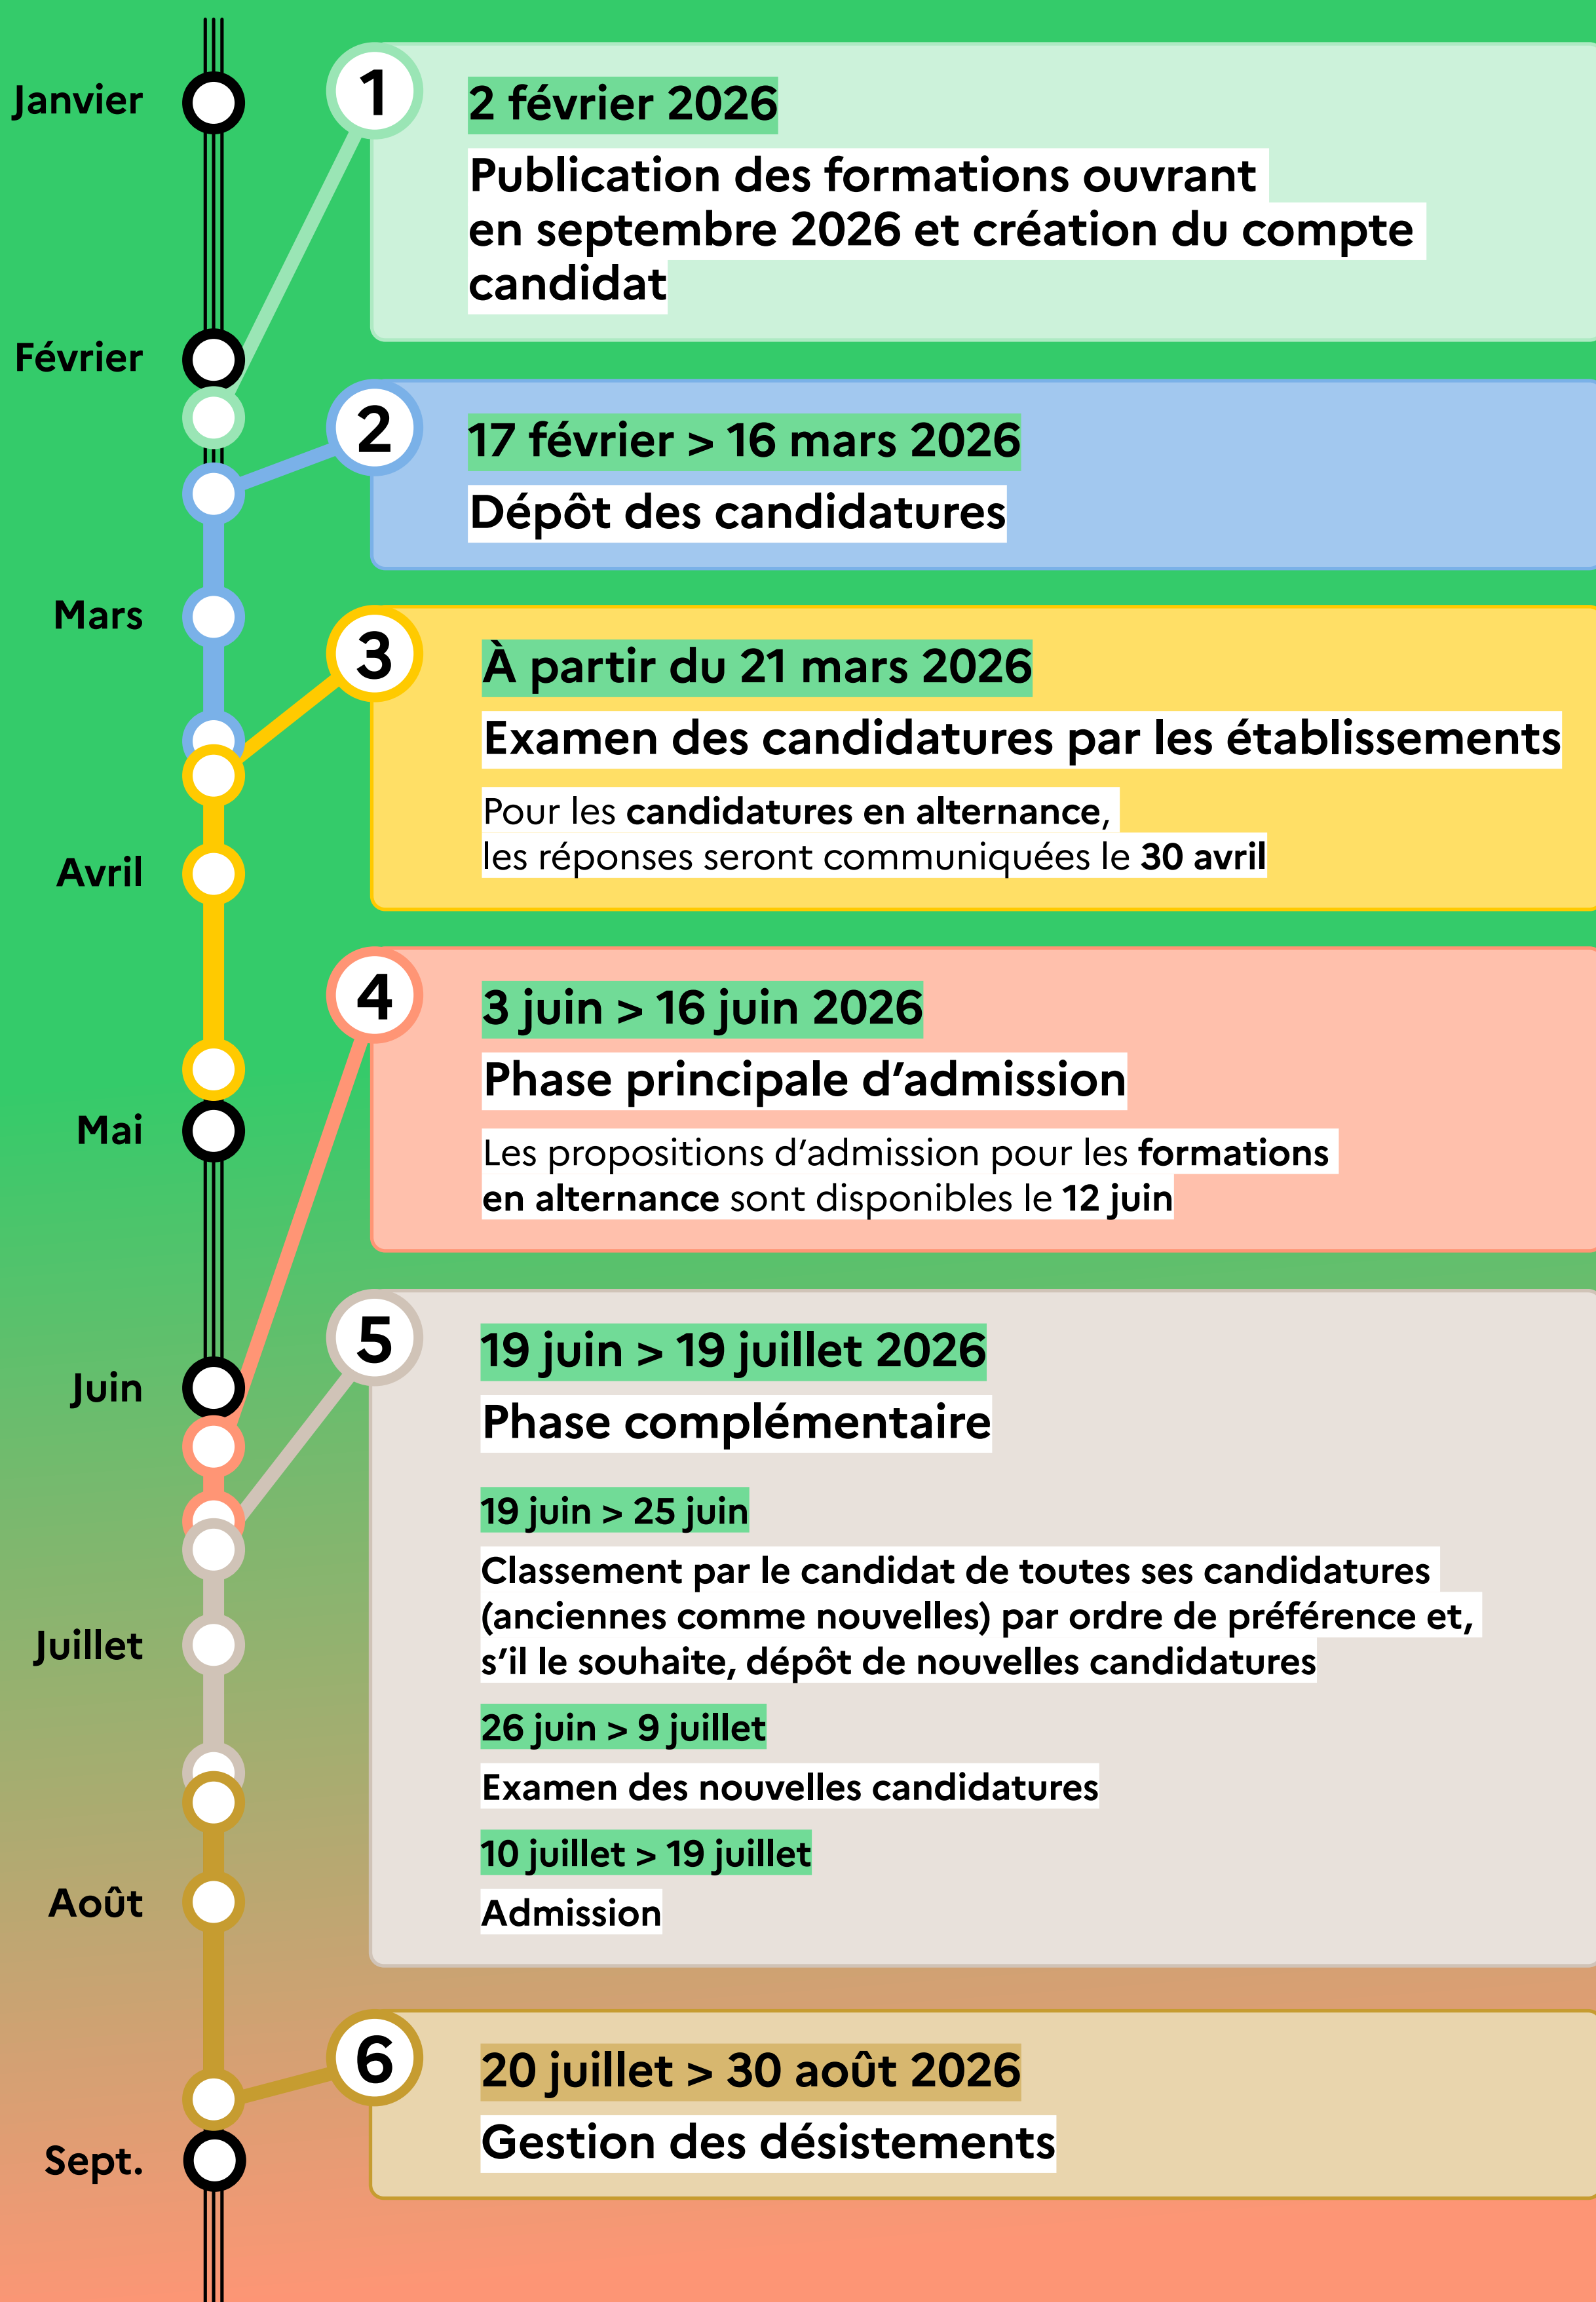 Janvier
1
2 février 2026
Publication des formations ouvrant
en septembre 2026 et création du compte
candidat
Février
2
17 février > 16 mars 2026
Dépôt des candidatures
Mars
3
À partir du 21 mars 2026
Examen des candidatures par les établissements
Pour les candidatures en alternance,
les réponses seront communiquées le 30 avril
Avril
4
3 juin > 16 juin 2026
Phase principale d’admission
Les propositions d’admission pour les formations
en alternance sont disponibles le 12 juin
Mai
Juin
5
19 juin > 19 juillet 2026
Phase complémentaire
19 juin > 25 juin
Classement par le candidat de toutes ses candidatures
(anciennes comme nouvelles) par ordre de préférence et,
s’il le souhaite, dépôt de nouvelles candidatures
Juillet
26 juin > 9 juillet
Examen des nouvelles candidatures
10 juillet > 19 juillet
Admission
Août
6
20 juillet > 30 août 2026
Gestion des désistements
Sept.